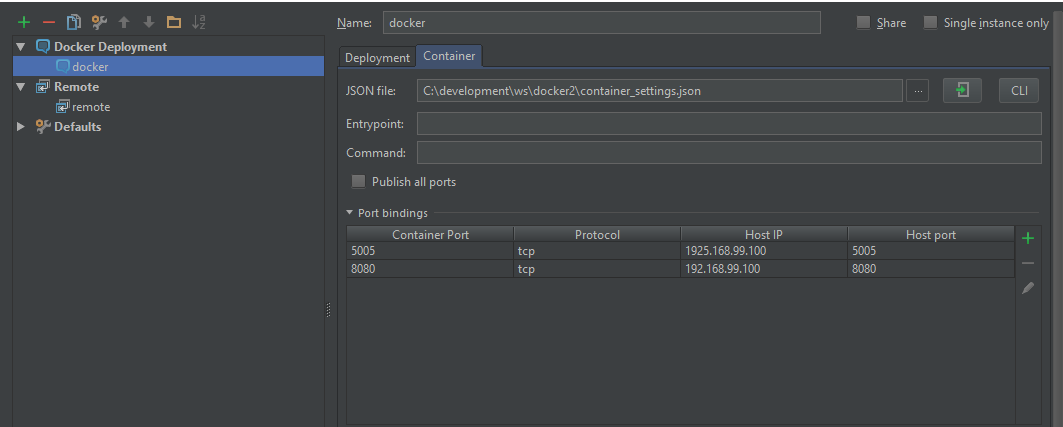 Name: docker Share Single instance only
Docker Deployment
docker
Remote
remote
Defaults
Deployment Container
JSON file: C:\development\ws\docker2\container_settings.json ... CLI
Entrypoint:
Command:
Publish all ports
Port bindings
Container Port Protocol Host IP Host port
5005 tcp 1925.168.99.100 5005
8080 tcp 192.168.99.100 8080